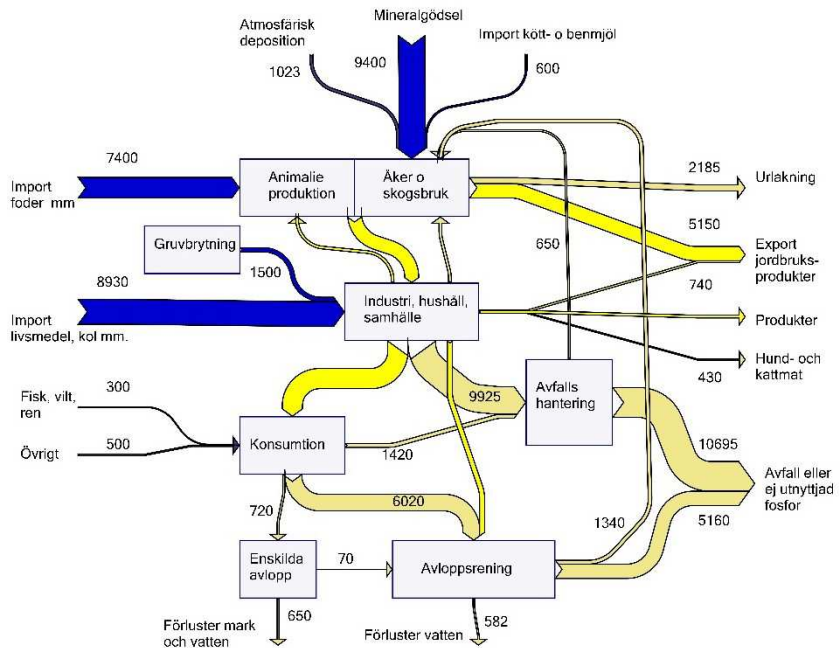 Mineralgödsel
Atmosfärisk
deposition
1023
9400
Import kött- o benmjöl
600
7400
Import
foder mm
Animalie
produktion
Åker o
skogsbruk
2185
Urlakning
5150
Export
jordbruks-
produkter
740
650
Gruvbrytning
1500
8930
Import
livsmedel, kol mm.
Industri, hushåll,
samhälle
Produkter
Hund- och
kattmat
430
Fisk, vilt,
ren
300
Övrigt
500
Konsumtion
1420
9925
Avfalls
hantering
10695
Avfall eller
ej utnyttjad
fosfor
5160
1340
6020
720
Enskilda
avlopp
70
Avloppsrening
650
Förluster mark
och vatten
582
Förluster vatten